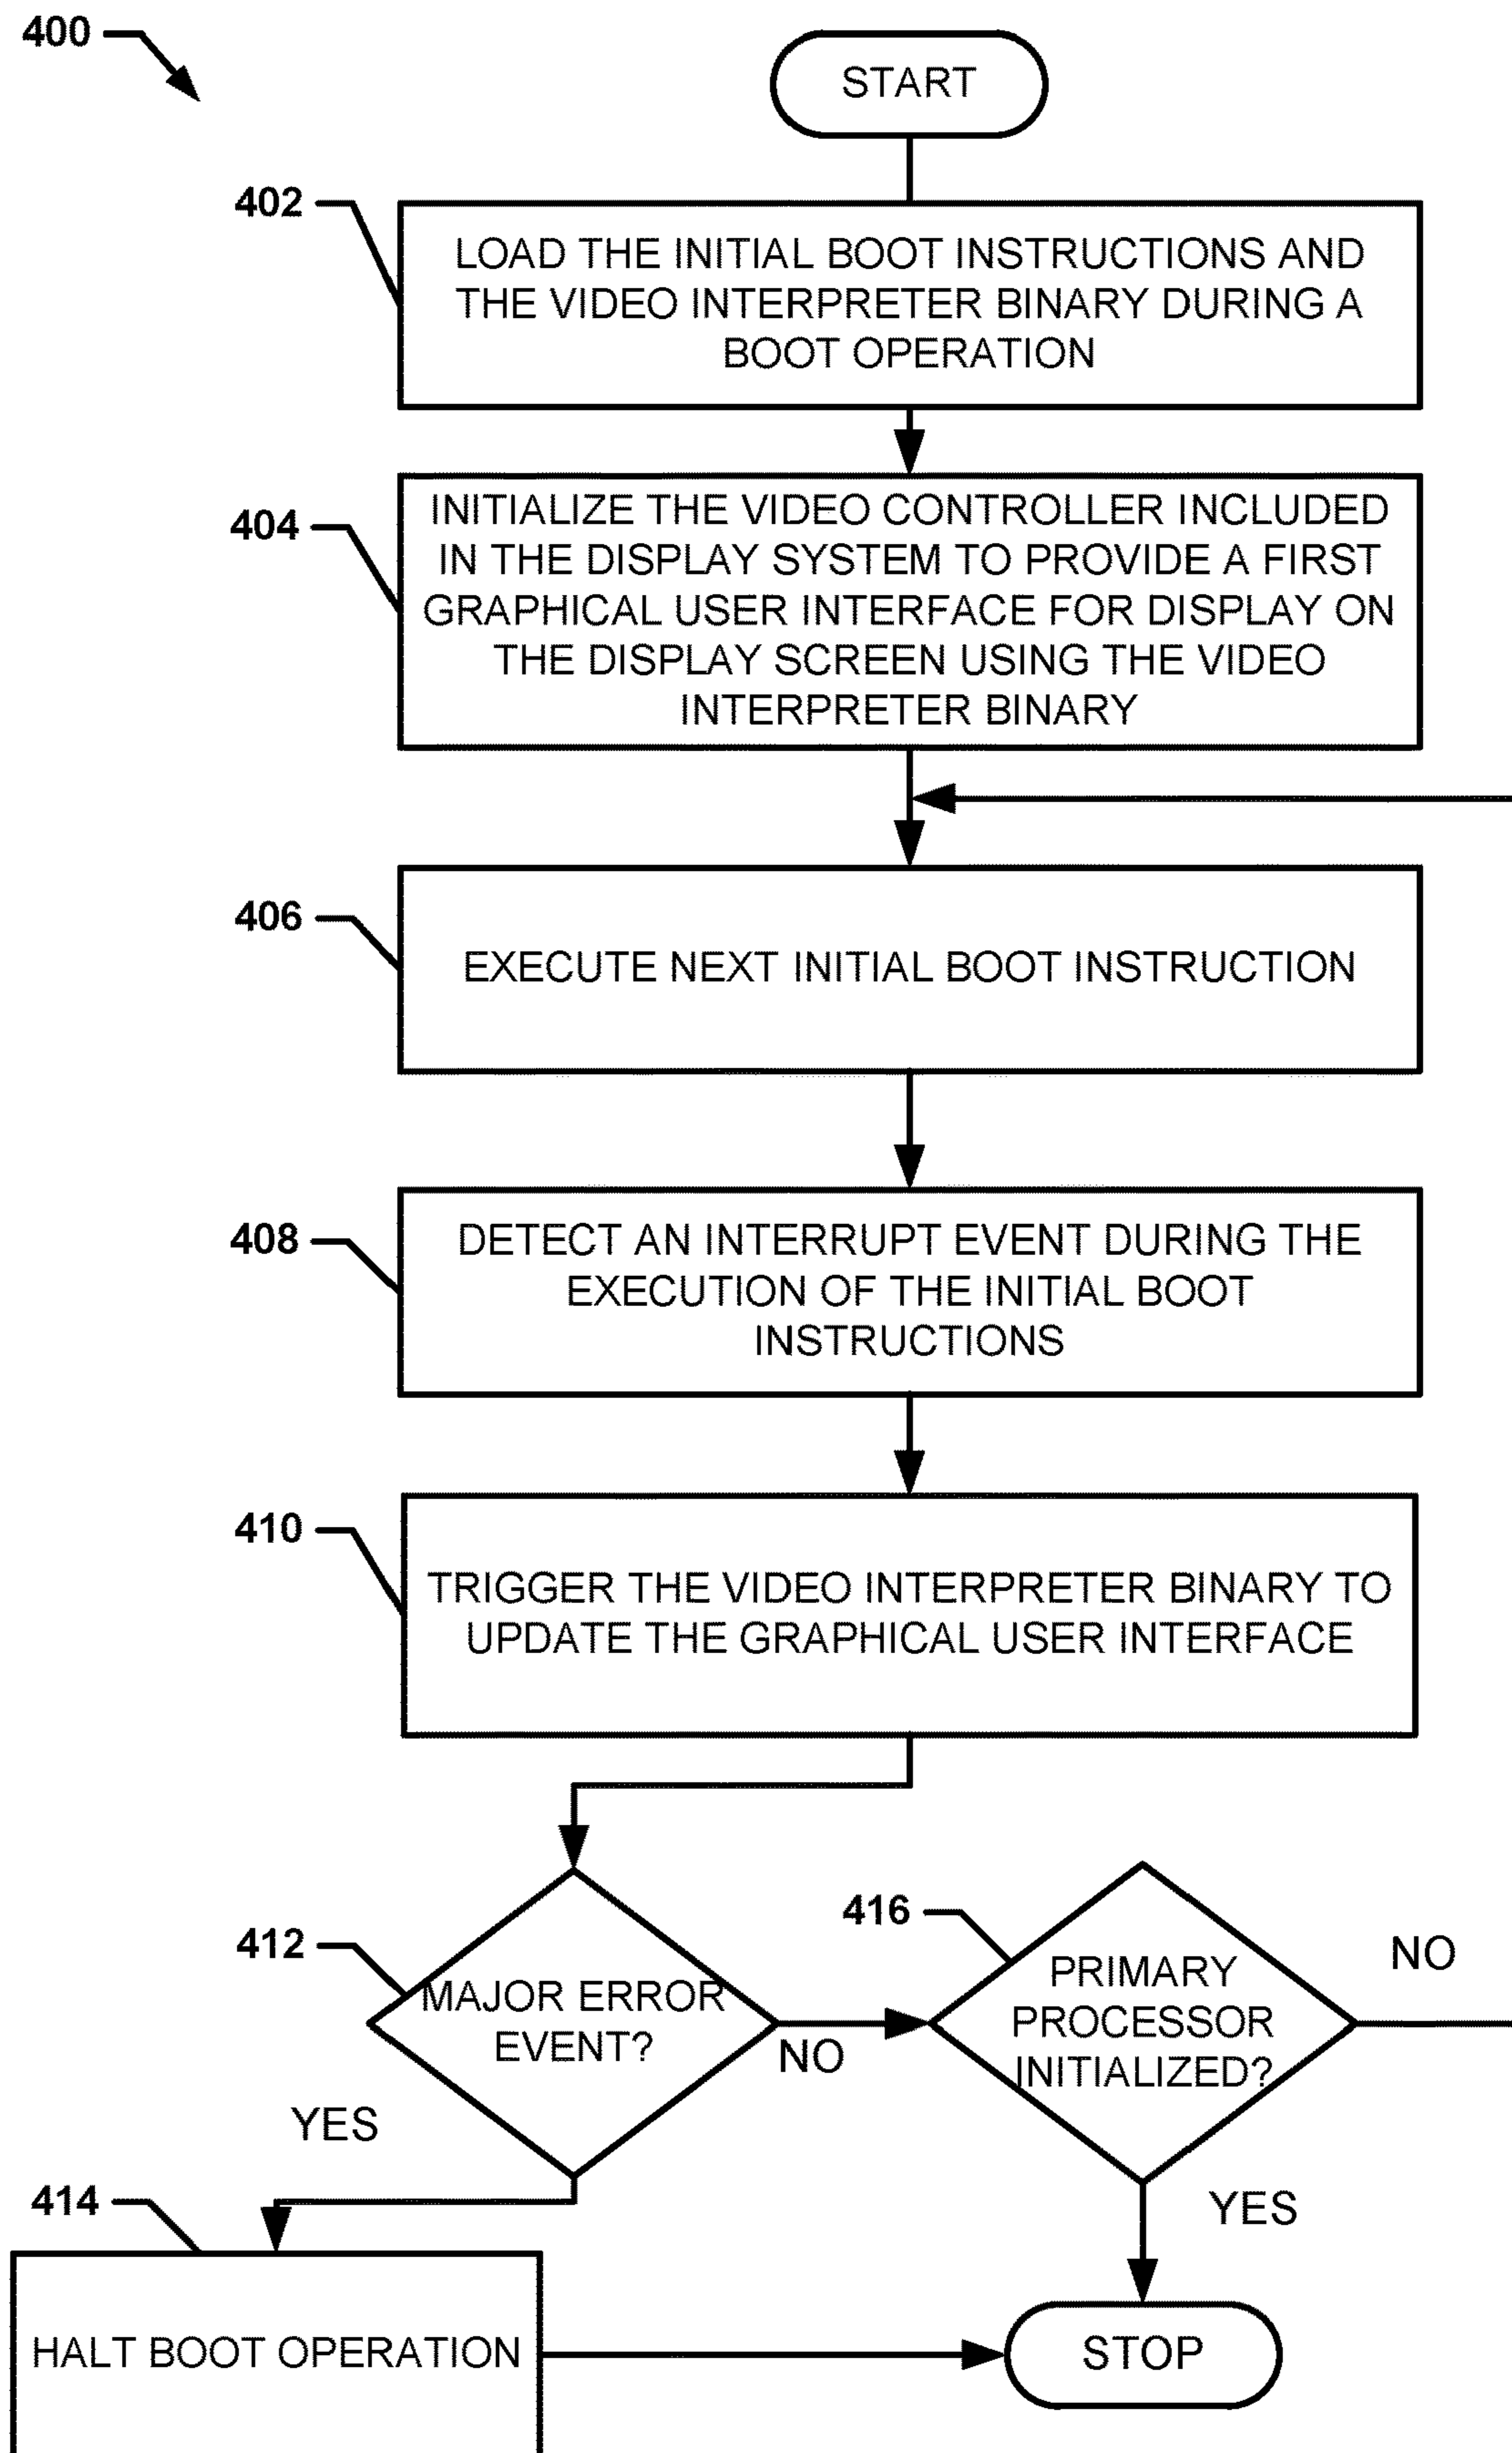 400
START
402
LOAD THE INITIAL BOOT INSTRUCTIONS AND
THE VIDEO INTERPRETER BINARY DURING A
BOOT OPERATION
404
INITIALIZE THE VIDEO CONTROLLER INCLUDED
IN THE DISPLAY SYSTEM TO PROVIDE A FIRST
GRAPHICAL USER INTERFACE FOR DISPLAY ON
THE DISPLAY SCREEN USING THE VIDEO
INTERPRETER BINARY
406
EXECUTE NEXT INITIAL BOOT INSTRUCTION
408
DETECT AN INTERRUPT EVENT DURING THE
EXECUTION OF THE INITIAL BOOT
INSTRUCTIONS
410
TRIGGER THE VIDEO INTERPRETER BINARY TO
UPDATE THE GRAPHICAL USER INTERFACE
412
MAJOR ERROR
EVENT?
NO
YES
416
PRIMARY
PROCESSOR
INITIALIZED?
NO
YES
414
HALT BOOT OPERATION
STOP